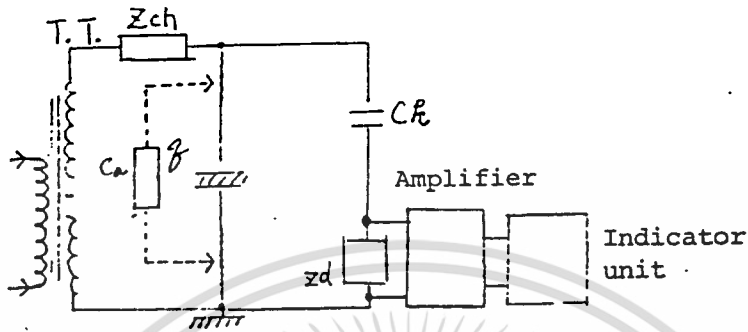 T. T.
Zch
Ck
Ca
q
Amplifier
Zd
Indicator
unit